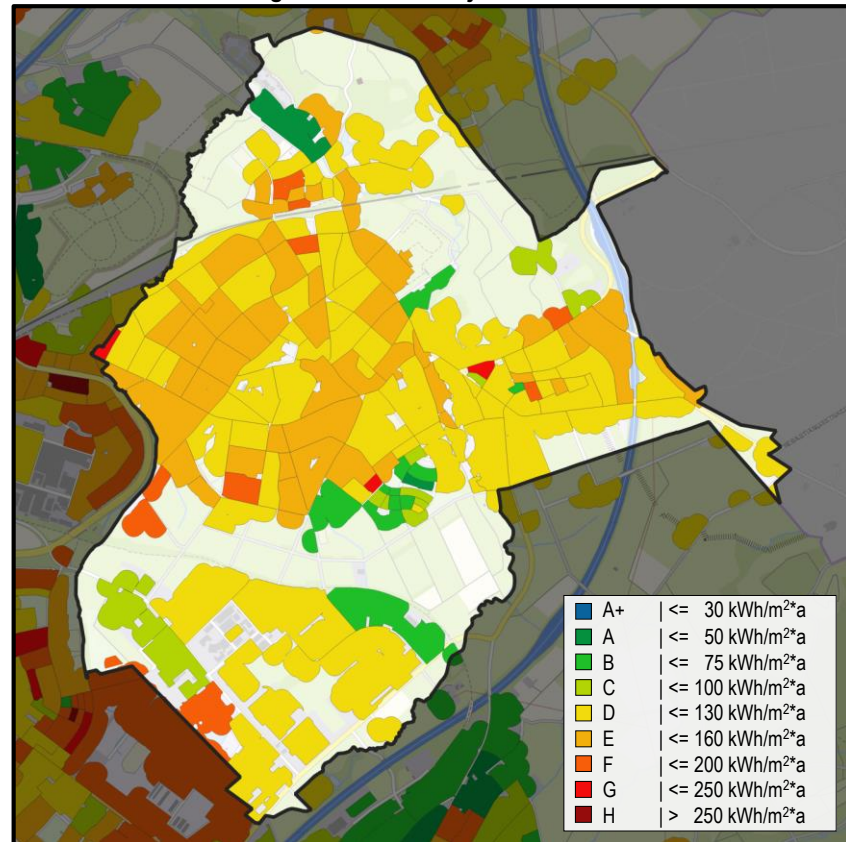 A+ | <= 30 kWh/m²*a
A | <= 50 kWh/m²*a
B | <= 75 kWh/m²*a
C | <= 100 kWh/m²*a
D | <= 130 kWh/m²*a
E | <= 160 kWh/m²*a
F | <= 200 kWh/m²*a
G | <= 250 kWh/m²*a
H | > 250 kWh/m²*a